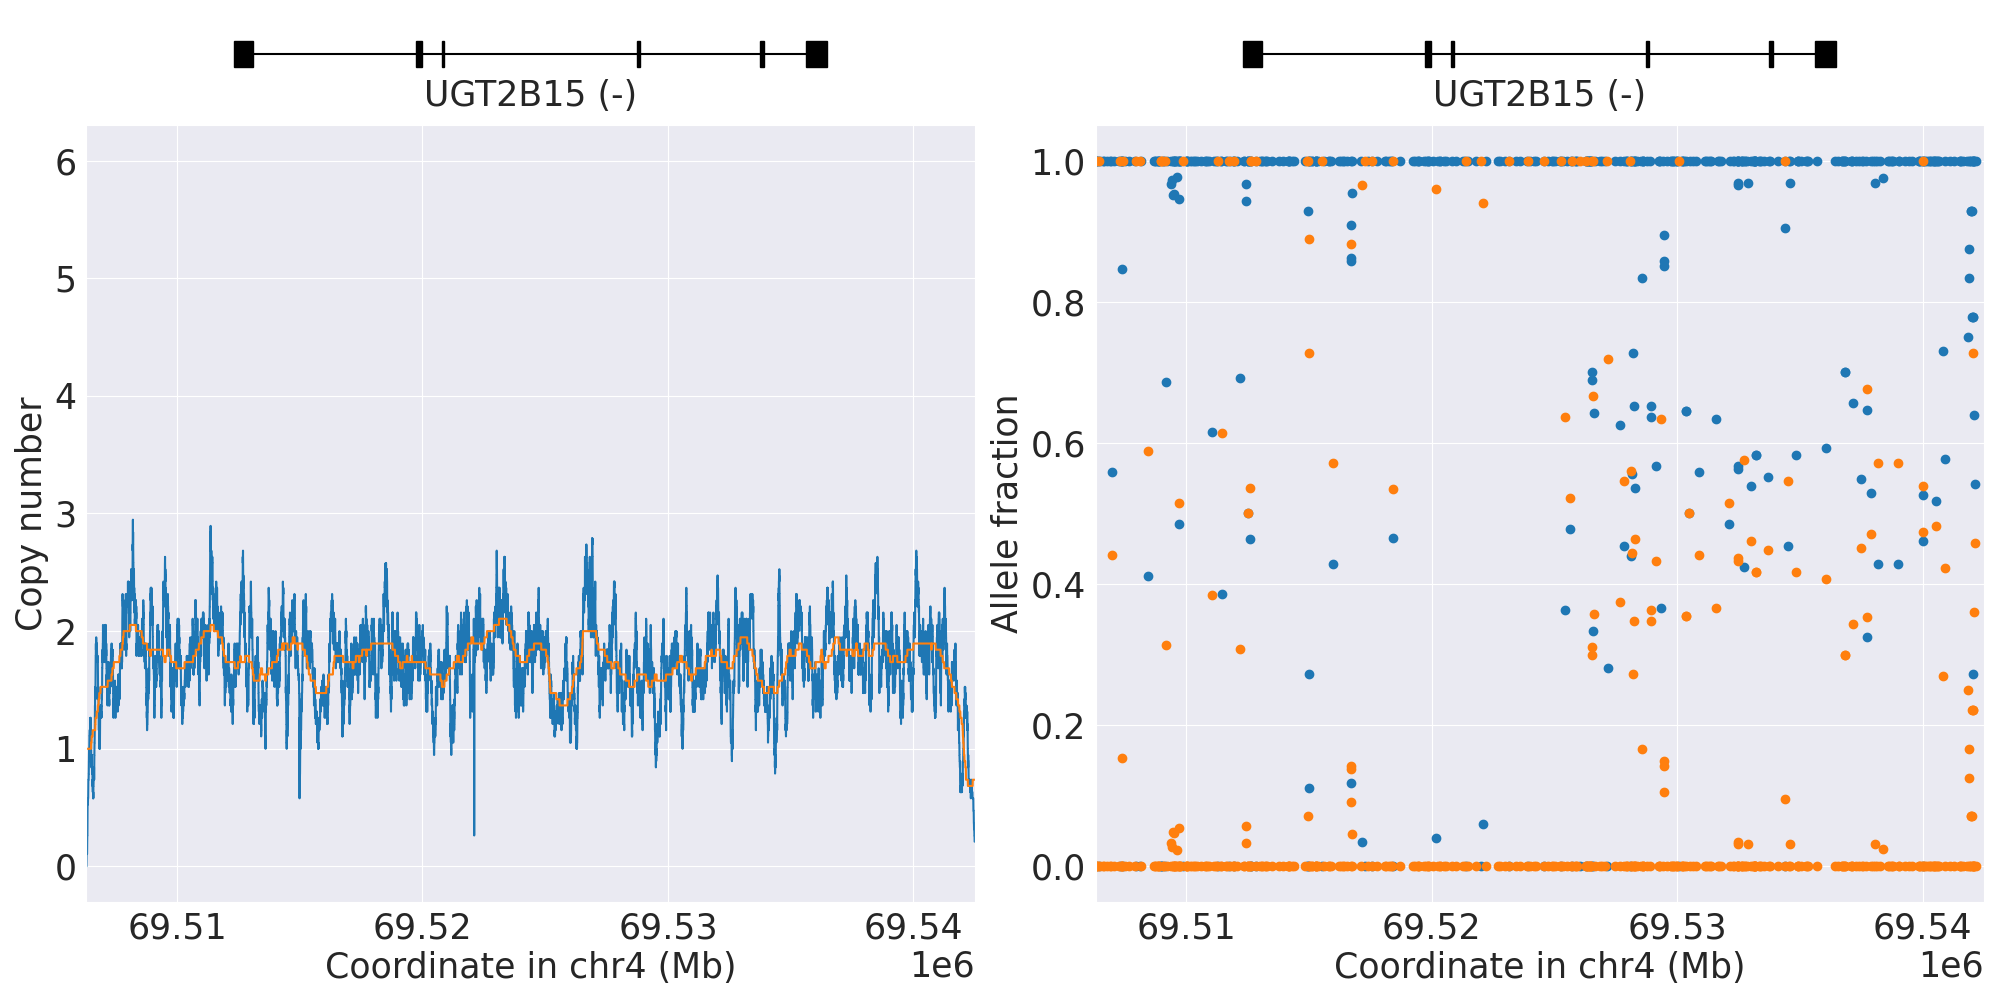 UGT2B15 (-)
6
5
4
3
2
1
0
Copy number
69.51 69.52 69.53 69.54
Coordinate in chr4 (Mb)
1e6
UGT2B15 (-)
1.0
0.8
0.6
0.4
0.2
0.0
Allele fraction
69.51 69.52 69.53 69.54
Coordinate in chr4 (Mb)
1e6